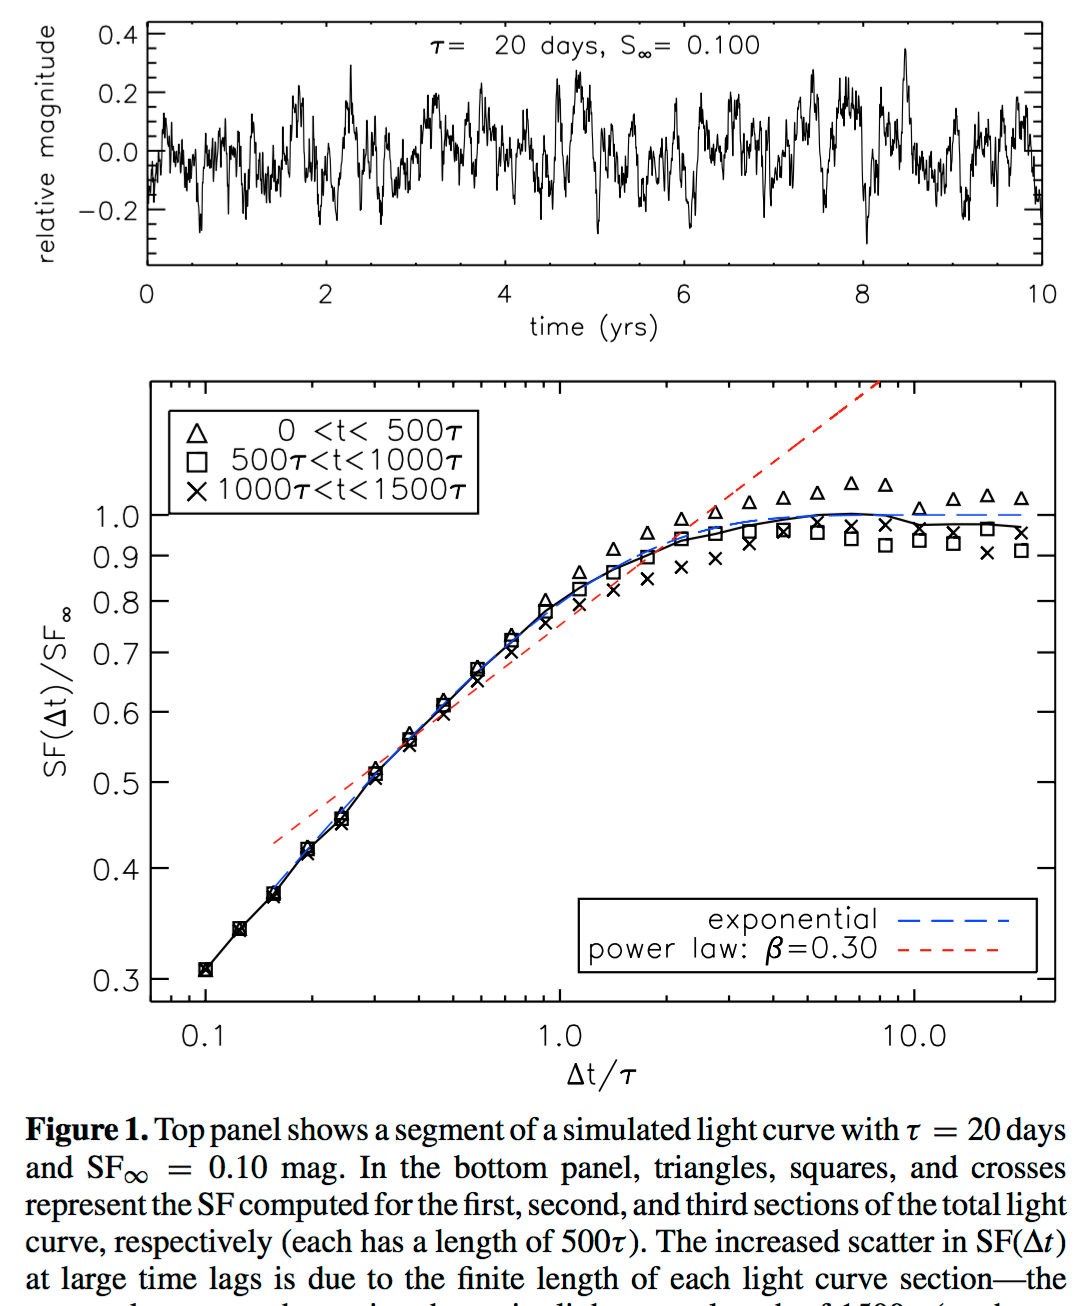 τ= 20 days, S∞= 0.100
0.4
0.2
0.0
−0.2
relative magnitude
0 2 4 6 8 10
time (yrs)
0 <t< 500τ
500τ<t<1000τ
1000τ<t<1500τ
1.0
0.9
0.8
0.7
0.6
0.5
0.4
0.3
SF(Δt)/SF∞
exponential
power law: β=0.30
0.1 1.0 10.0
Δt/τ
Figure 1. Top panel shows a segment of a simulated light curve with τ = 20 days
and SF∞ = 0.10 mag. In the bottom panel, triangles, squares, and crosses
represent the SF computed for the first, second, and third sections of the total light
curve, respectively (each has a length of 500τ). The increased scatter in SF(Δt)
at large time lags is due to the finite length of each light curve section—the